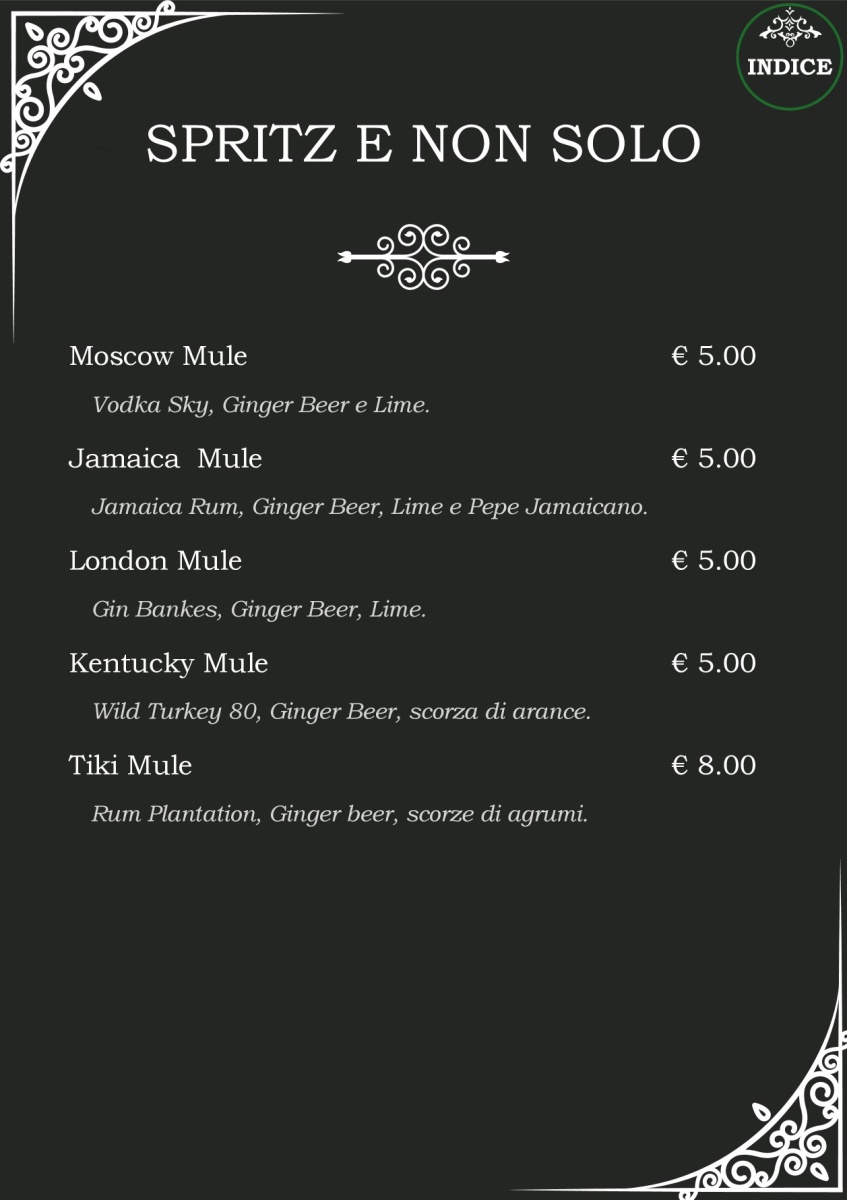 INDICE
SPRITZ E NON SOLO
Moscow Mule € 5.00
Vodka Sky, Ginger Beer e Lime.
Jamaica  Mule € 5.00
Jamaica Rum, Ginger Beer, Lime e Pepe Jamaicano.
London Mule € 5.00
Gin Bankes, Ginger Beer, Lime.
Kentucky Mule € 5.00
Wild Turkey 80, Ginger Beer, scorza di arance.
Tiki Mule € 8.00
Rum Plantation, Ginger beer, scorze di agrumi.